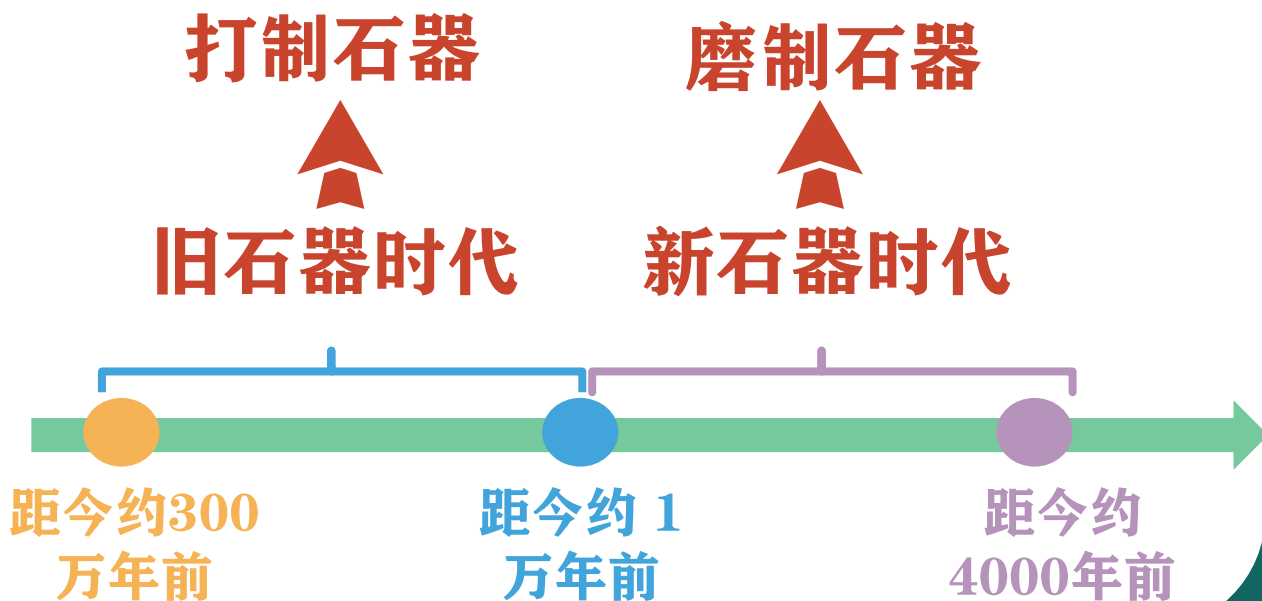 打制石器
磨制石器
旧石器时代
新石器时代
距今约300
万年前
距今约 1
万年前
距今约
4000年前